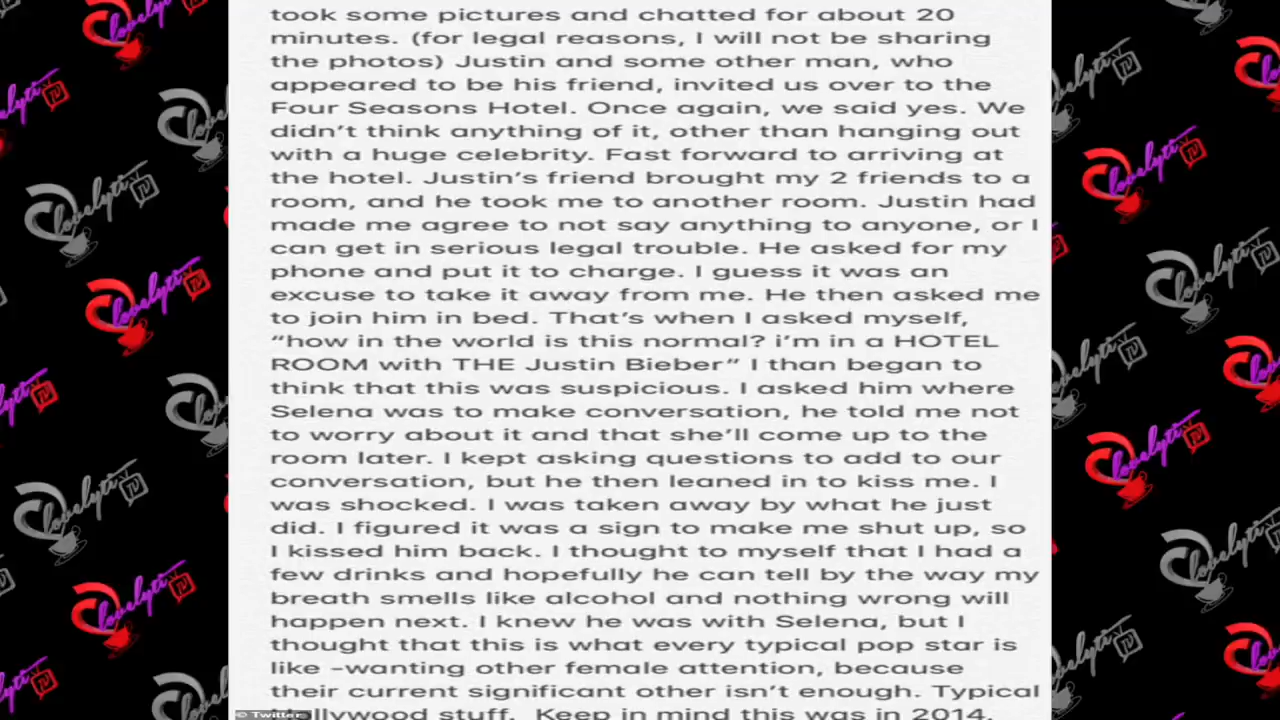 took some pictures and chatted for about 20
minutes. (for legal reasons, I will not be sharing
the photos) Justin and some other man, who
appeared to be his friend, invited us over to the
Four Seasons Hotel. Once again, we said yes. We
didn’t think anything of it, other than hanging out
with a huge celebrity. Fast forward to arriving at
the hotel. Justin’s friend brought my 2 friends to a
room, and he took me to another room. Justin had
made me agree to not say anything to anyone, or I
can get in serious legal trouble. He asked for my
phone and put it to charge. I guess it was an
excuse to take it away from me. He then asked me
to join him in bed. That’s when I asked myself,
“how in the world is this normal? i’m in a HOTEL
ROOM with THE Justin Bieber” I than began to
think that this was suspicious. I asked him where
Selena was to make conversation, he told me not
to worry about it and that she’ll come up to the
room later. I kept asking questions to add to our
conversation, but he then leaned in to kiss me. I
was shocked. I was taken away by what he just
did. I figured it was a sign to make me shut up, so
I kissed him back. I thought to myself that I had a
few drinks and hopefully he can tell by the way my
breath smells like alcohol and nothing wrong will
happen next. I knew he was with Selena, but I
thought that this is what every typical pop star is
like -wanting other female attention, because
their current significant other isn’t enough. Typical
stuff. Keep in mind this was in 2014.
© Twitter
lovelyti